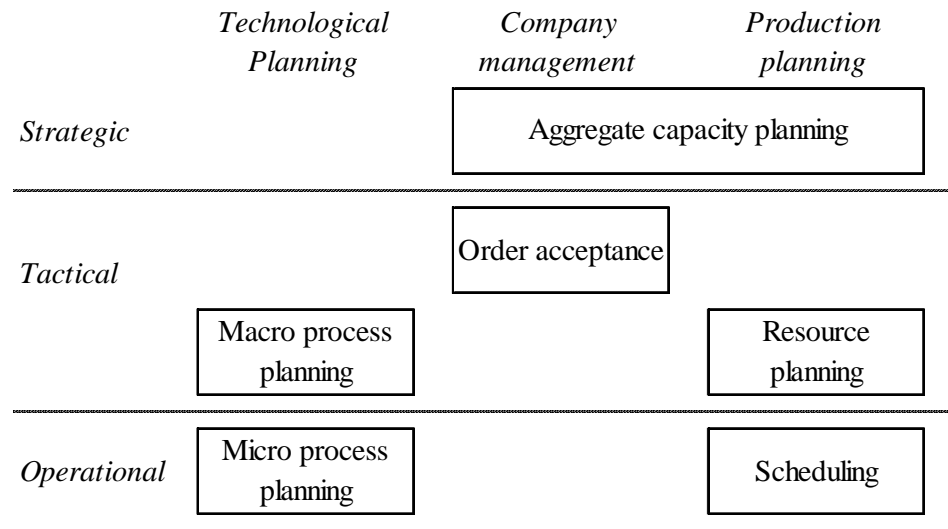 Technological Planning
Company management
Production planning
Strategic
Aggregate capacity planning
Order acceptance
Tactical
Macro process planning
Resource planning
Operational
Micro process planning
Scheduling